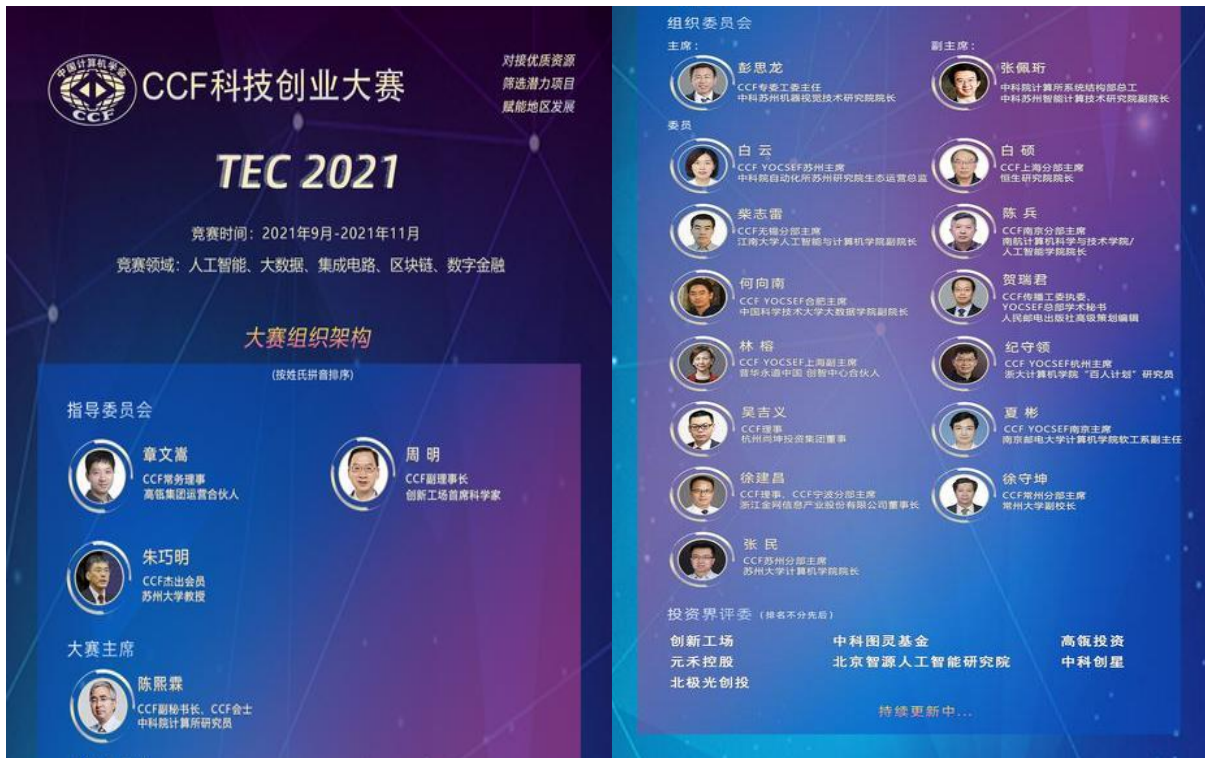 中国计算机学会
CCF
CCF科技创业大赛
对接优质资源
筛选潜力项目
赋能地区发展
TEC 2021
竞赛时间：2021年9月-2021年11月
竞赛领域：人工智能、大数据、集成电路、区块链、数字金融
大赛组织架构
(按姓氏拼音排序)
指导委员会
章文嵩
CCF常务理事
高瓴集团运营合伙人
周 明
CCF副理事长
创新工场首席科学家
朱巧明
CCF杰出会员
苏州大学教授
大赛主席
陈熙霖
CCF副秘书长、CCF会士
中科院计算所研究员
组织委员会
主席：
彭思龙
CCF专委工委主任
中科苏州机器视觉技术研究院院长
副主席：
张佩珩
中科院计算所系统结构部总工
中科苏州智能计算技术研究院副院长
委员
白 云
CCF YOCSEF苏州主席
中科院自动化所苏州研究院生态运营总监
白 硕
CCF上海分部主席
恒生研究院院长
柴志雷
CCF无锡分部主席
江南大学人工智能与计算机学院副院长
陈 兵
CCF南京分部主席
南航计算机科学与技术学院/
人工智能学院院长
何向南
CCF YOCSEF合肥主席
中国科学技术大学大数据学院副院长
贺瑞君
CCF传播工委执委、
YOCSEF总部学术秘书
人民邮电出版社高级策划编辑
林 榕
CCF YOCSEF上海副主席
普华永道中国 创智中心合伙人
纪守领
CCF YOCSEF杭州主席
浙大计算机学院“百人计划”研究员
吴吉义
CCF理事
杭州尚坤投资集团董事
夏 彬
CCF YOCSEF南京主席
南京邮电大学计算机学院软工系副主任
徐建昌
CCF理事、CCF宁波分部主席
浙江金网信息产业股份有限公司董事长
徐守坤
CCF常州分部主席
常州大学副校长
张 民
CCF苏州分部主席
苏州大学计算机学院院长
投资界评委（排名不分先后）
创新工场 中科图灵基金 高瓴投资
元禾控股 北京智源人工智能研究院 中科创星
北极光创投
持续更新中...